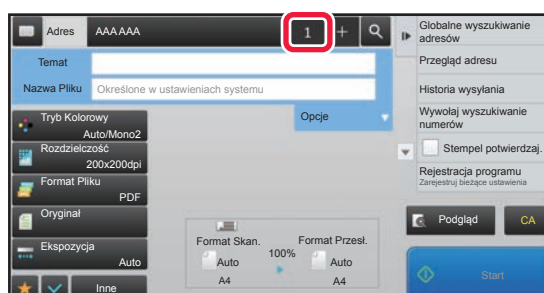 Adres AAA AAA 1 +
Temat
Nazwa Pliku Określone w ustawieniach systemu
Opcje
Tryb Kolorowy
Auto/Mono2
Rozdzielczość
200x200dpi
Format Pliku
PDF
Oryginał
Ekspozycja
Auto
Inne
Format Skan.
Auto
A4
100%
Format Przesł.
Auto
A4
Globalne wyszukiwanie
adresów
Przegląd adresu
Historia wysyłania
Wywołaj wyszukiwanie
numerów
Stempel potwierdzaj.
Rejestracja programu
Zarejestruj bieżące ustawienia
Podgląd CA
Start